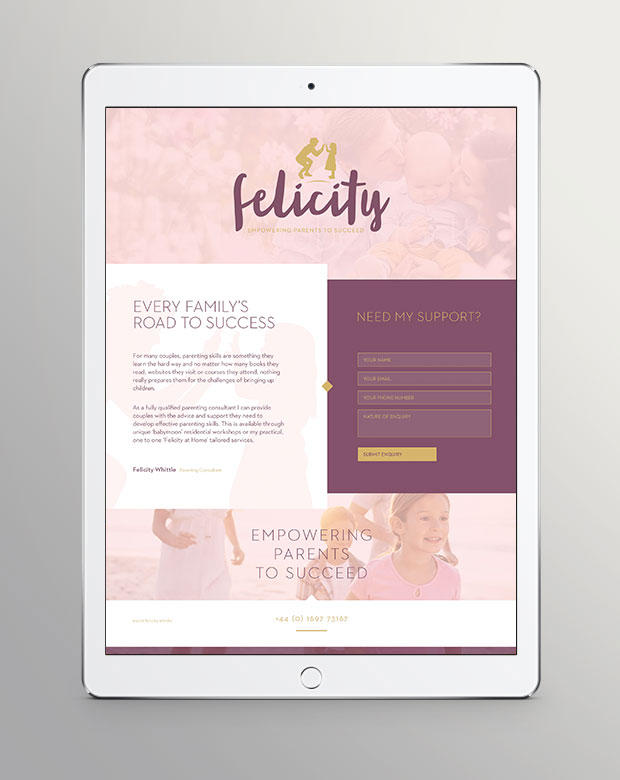 felicity
EMPOWERING PARENTS TO SUCCEED
EVERY FAMILY'S
ROAD TO SUCCESS
For many couples, parenting skills are something they
learn the hard way and no matter how many books they
read, websites they visit or courses they attend, nothing
really prepares them for the challenges of bringing up
children.
As a fully qualified parenting consultant I can provide
couples with the advice and support they need to
develop effective parenting skills. This is available through
unique 'babymoon' residential workshops or my practical,
one to one 'Felicity at Home' tailored services.
Felicity Whittle Parenting Consultant
NEED MY SUPPORT?
YOUR NAME
YOUR EMAIL
YOUR PHONE NUMBER
NATURE OF ENQUIRY
SUBMIT ENQUIRY
EMPOWERING
PARENTS
TO SUCCEED
+44 (0) 1697 73167